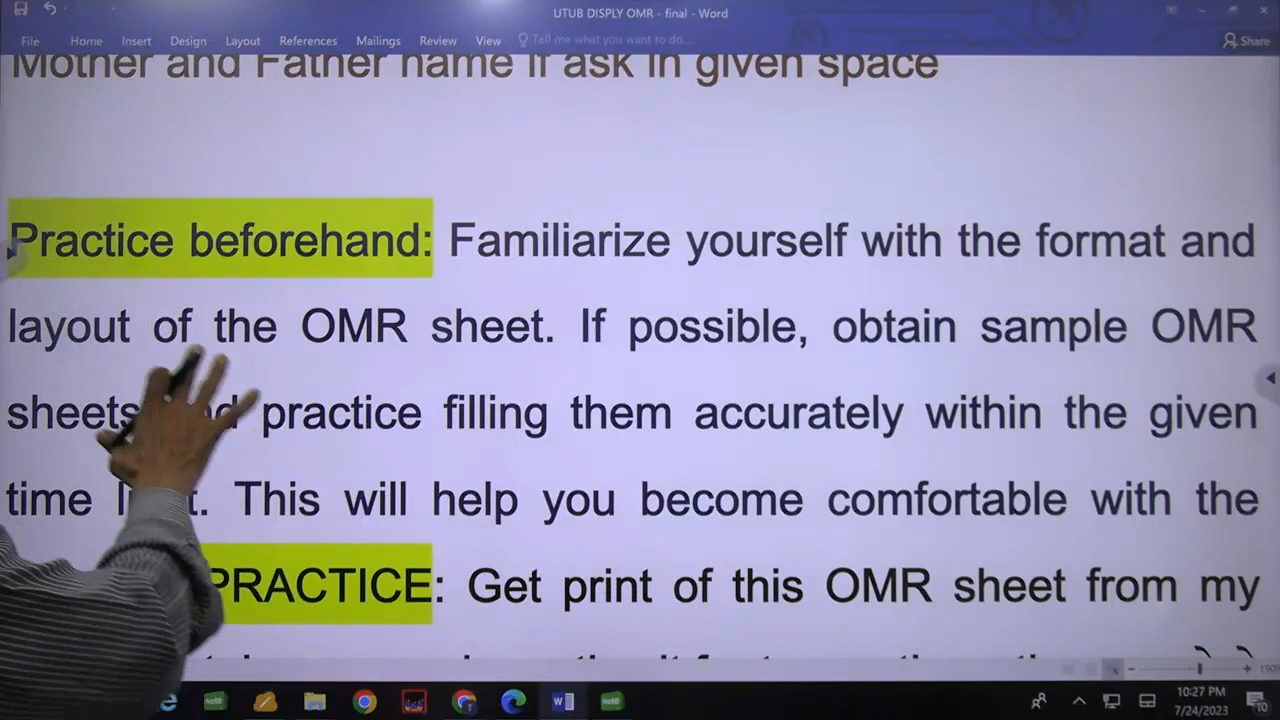 UTUB DISPLY OMR - final - Word
File Home Insert Design Layout References Mailings Review View Tell me what you want to do... Share
Mother and Father name if ask in given space
Practice beforehand: Familiarize yourself with the format and
layout of the OMR sheet. If possible, obtain sample OMR
sheets and practice filling them accurately within the given
time limit. This will help you become comfortable with the
PRACTICE: Get print of this OMR sheet from my
10:27 PM
7/24/2023